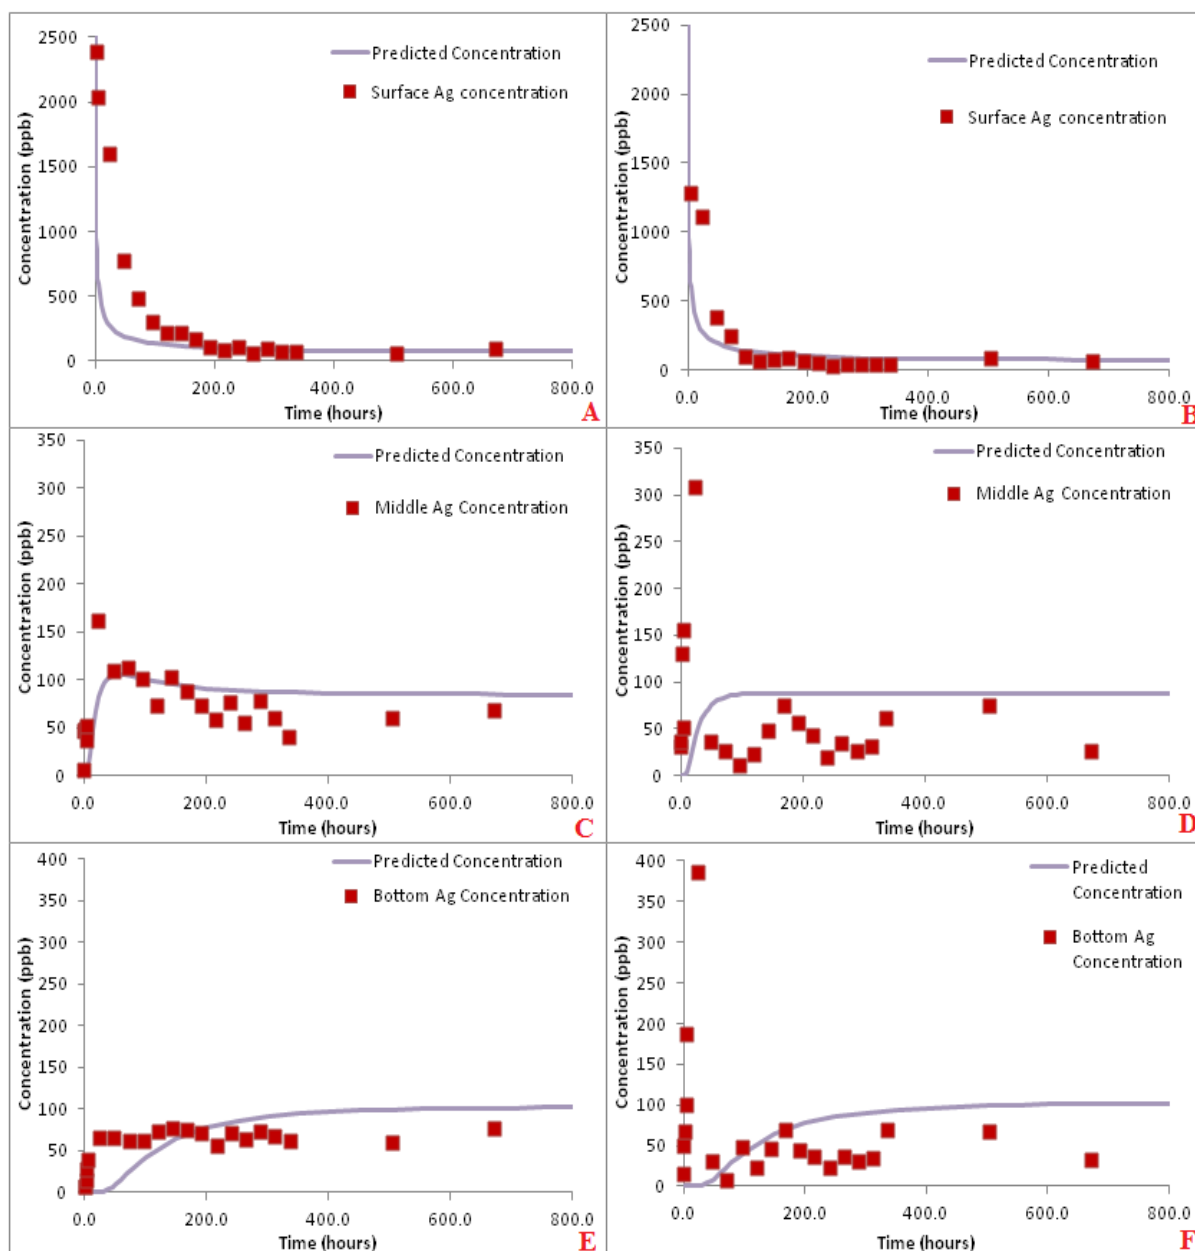 2500
2000
1500
1000
500
0
Concentration (ppb)
0.0 200.0 400.0 600.0 800.0
Time (hours)
Predicted Concentration
Surface Ag concentration
A
2500
2000
1500
1000
500
0
Concentration (ppb)
0.0 200.0 400.0 600.0 800.0
Time (hours)
Predicted Concentration
Surface Ag concentration
B
350
300
250
200
150
100
50
0
Concentration (ppb)
0.0 200.0 400.0 600.0 800.0
Time (hours)
Predicted Concentration
Middle Ag Concentration
C
350
300
250
200
150
100
50
0
Concentration (ppb)
0.0 200.0 400.0 600.0 800.0
Time (hours)
Predicted Concentration
Middle Ag Concentration
D
400
350
300
250
200
150
100
50
0
Concentration (ppb)
0.0 200.0 400.0 600.0 800.0
Time (hours)
Predicted Concentration
Bottom Ag Concentration
E
400
350
300
250
200
150
100
50
0
Concentration (ppb)
0.0 200.0 400.0 600.0 800.0
Time (hours)
Predicted
Concentration
Bottom Ag
Concentration
F